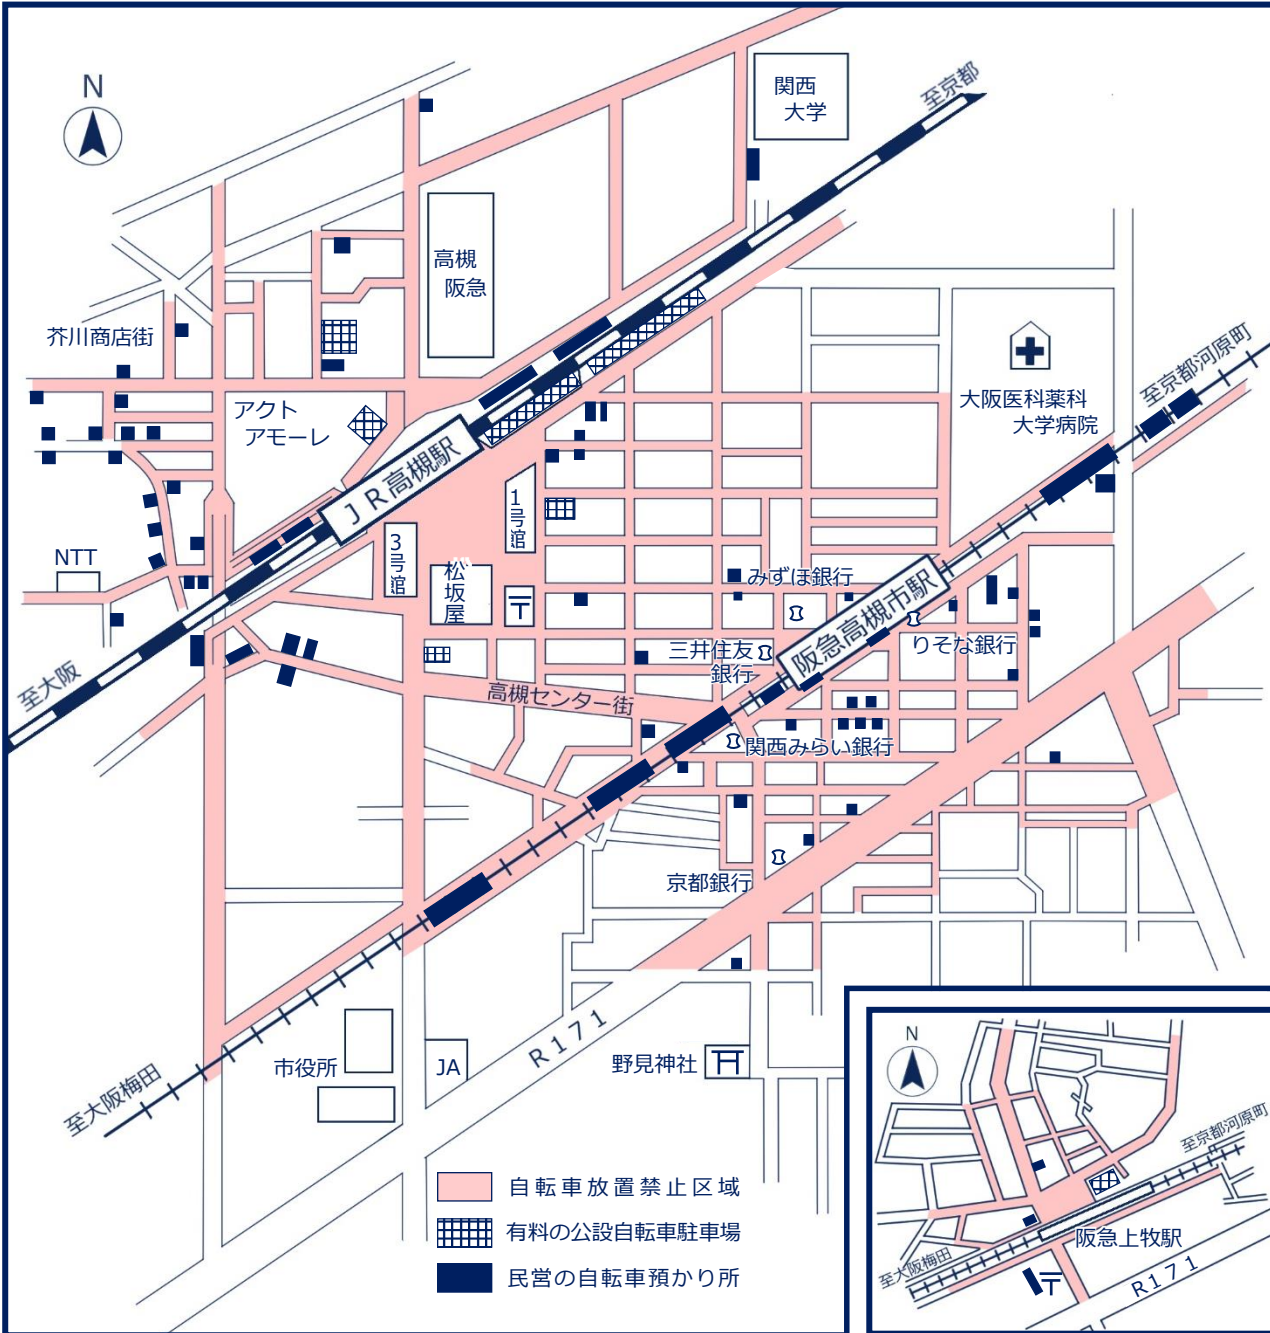 N
関西
大学
至京都
高槻
阪急
芥川商店街
アクト
アモーレ
JR高槻駅
1号館
3号館
松坂屋
〒
NTT
至大阪
高槻センター街
みずほ銀行
三井住友
銀行
阪急高槻市駅
りそな銀行
関西みらい銀行
京都銀行
大阪医科薬科
大学病院
至京都河原町
至大阪梅田
市役所
JA
R171
野見神社
自転車放置禁止区域
有料の公設自転車駐車場
民営の自転車預かり所
N
至京都河原町
阪急上牧駅
至大阪梅田
〒
R171